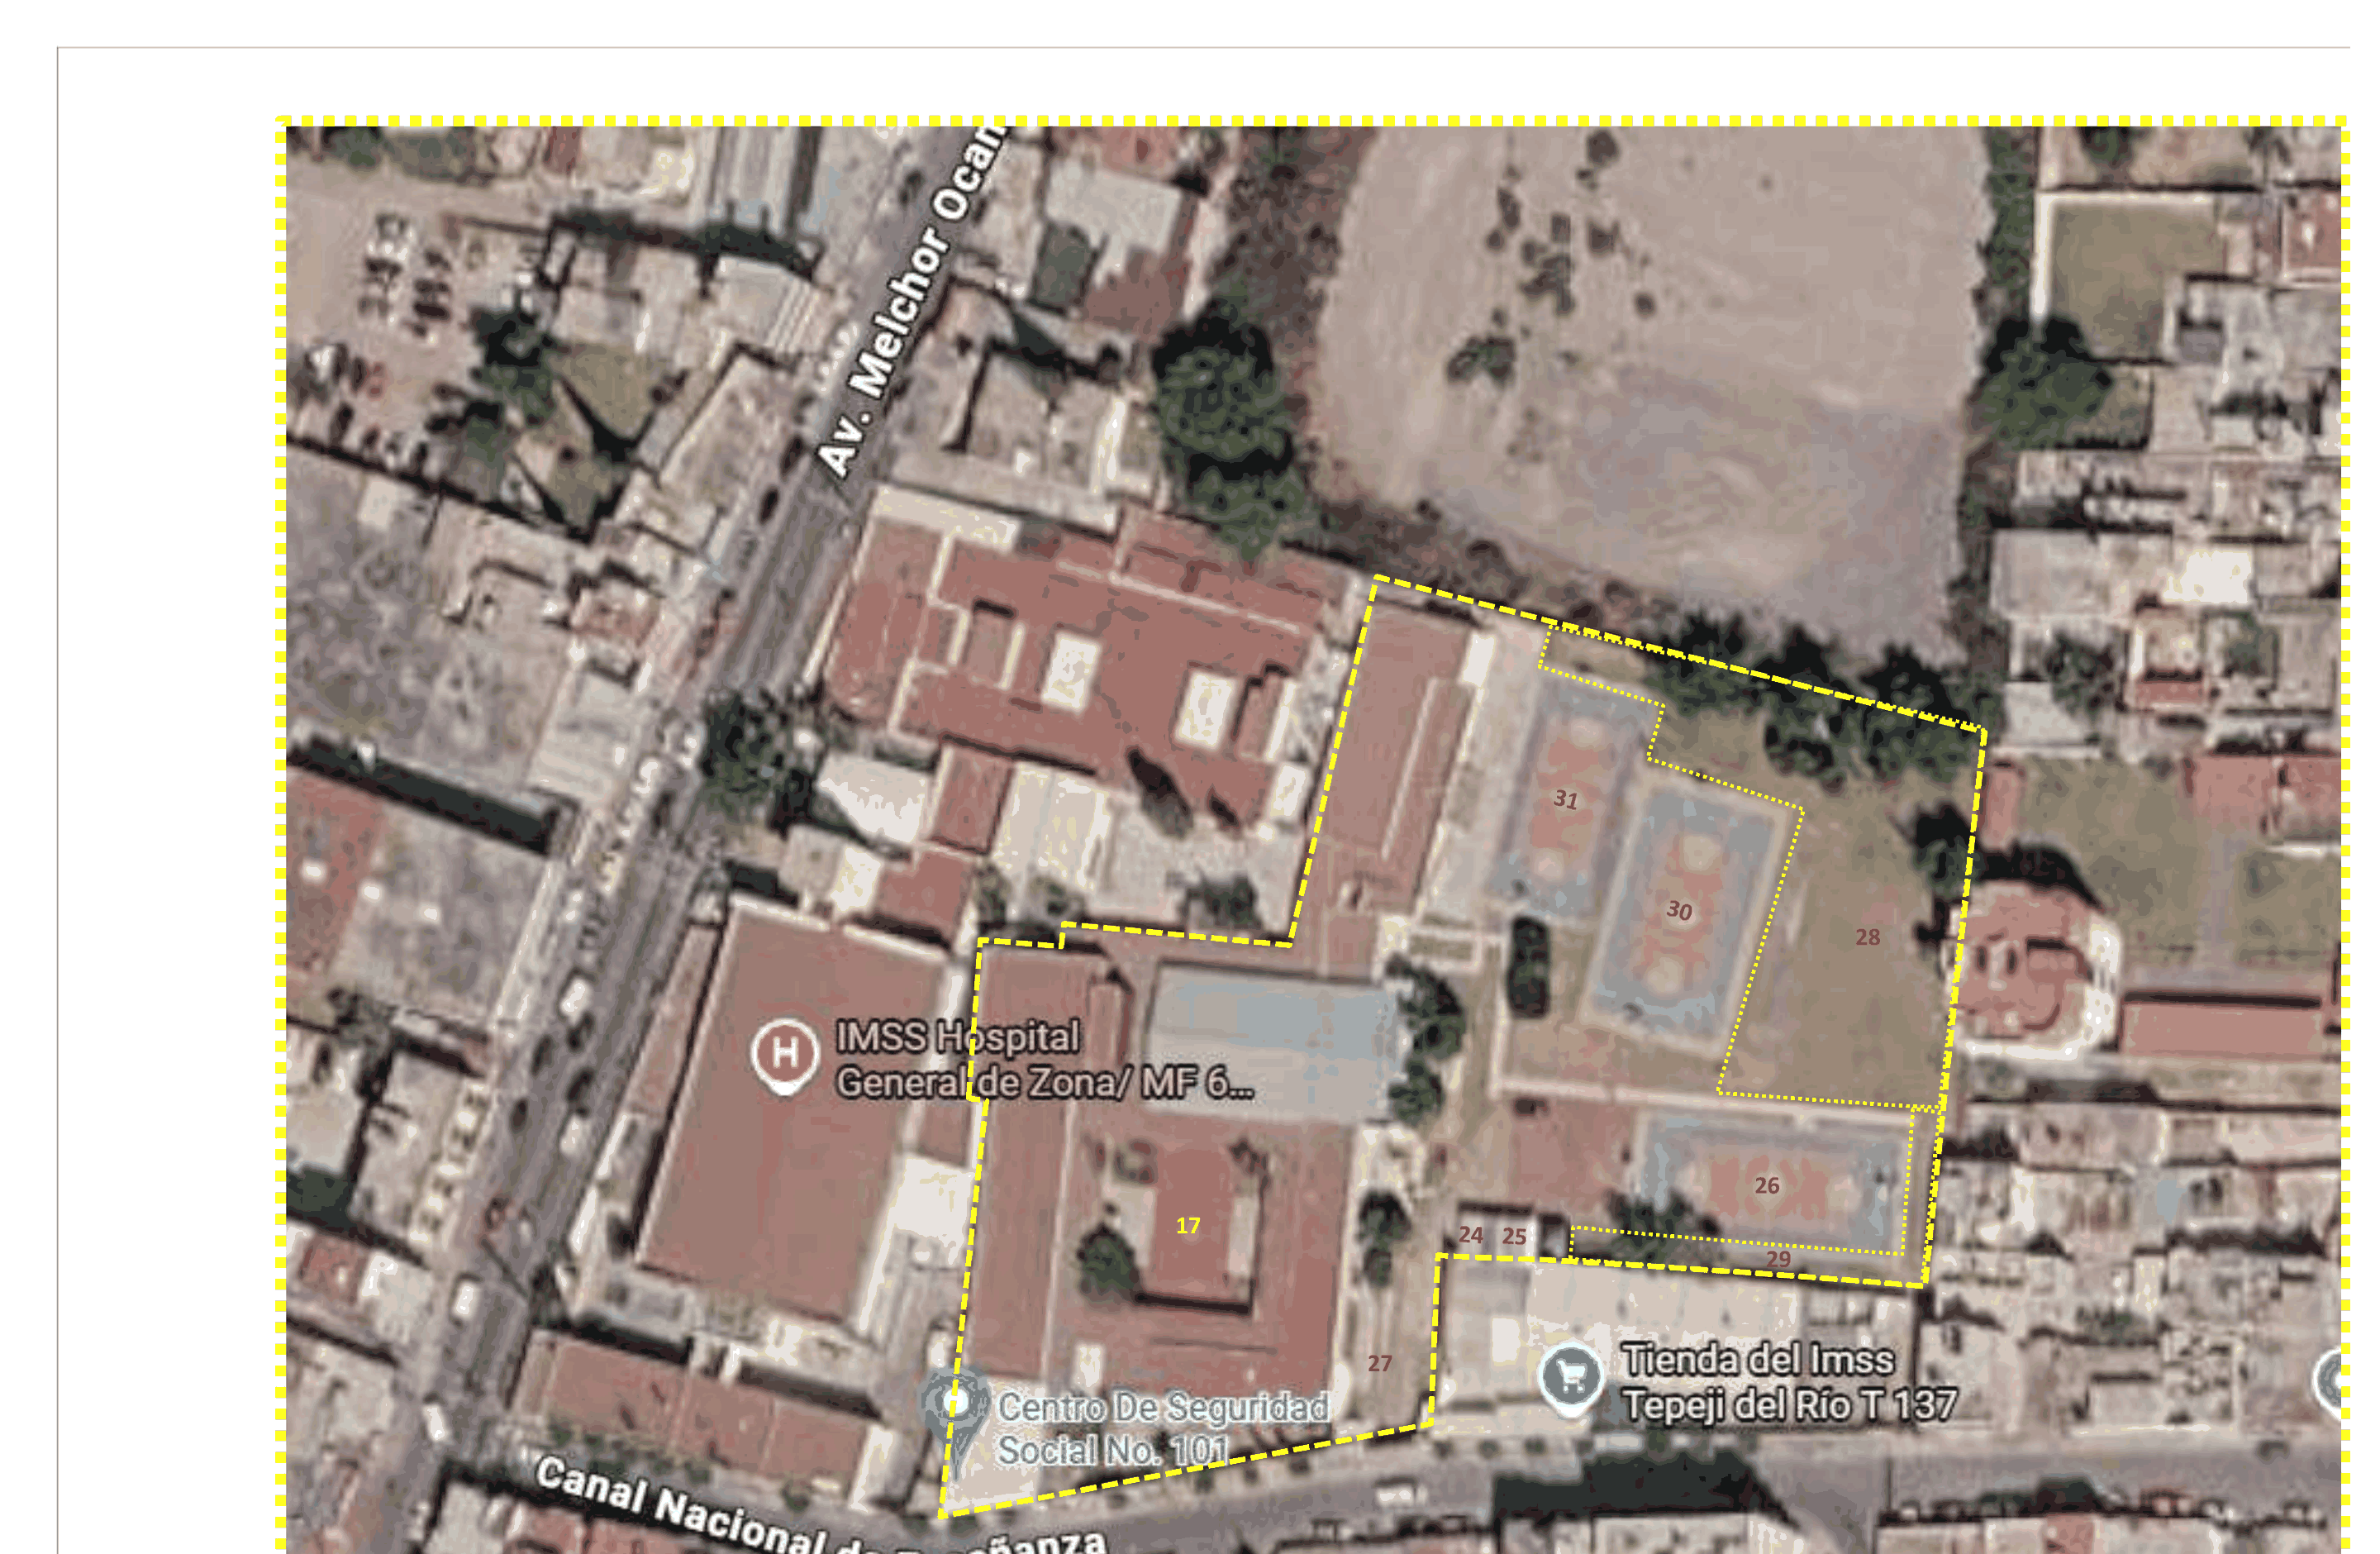 Av. Melchor Ocam
31
30
28
H IMSS Hospital
General de Zona/ MF 6...
26
17
24 25
29
27
Tienda del Imss
Tepeji del Río T 137
Centro De Seguridad
Social No. 101
Canal Nacional de